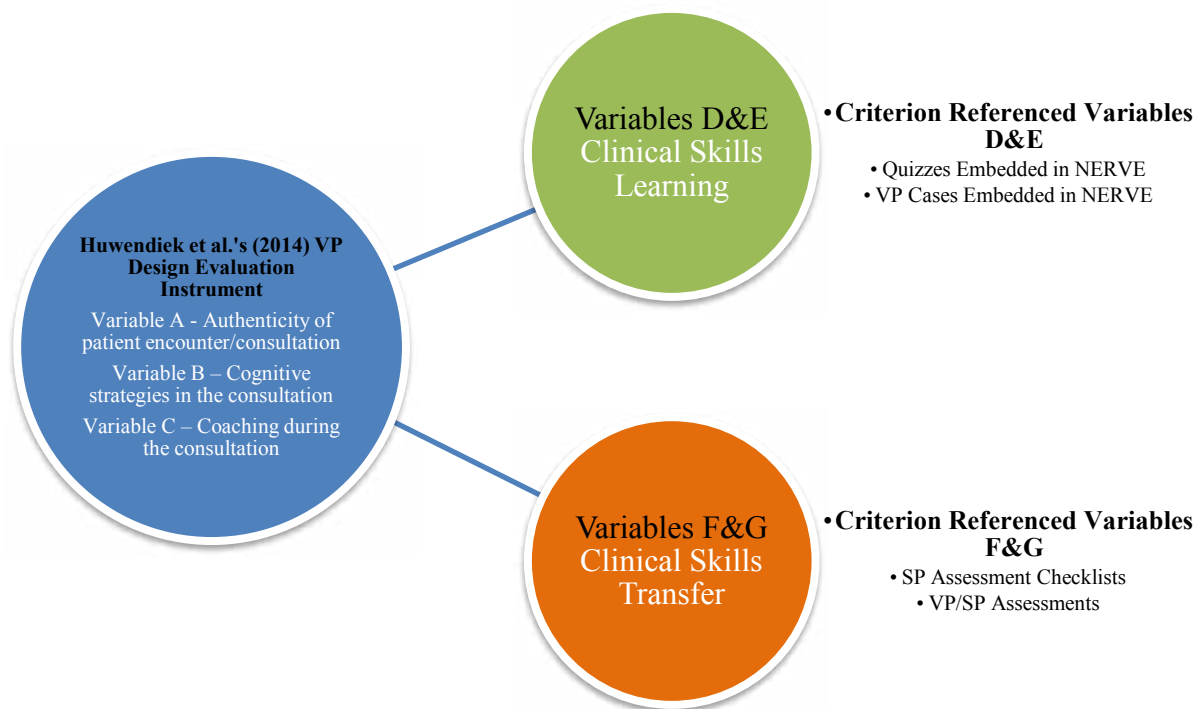 Huwendiek et al.'s (2014) VP
Design Evaluation
Instrument
Variable A - Authenticity of
patient encounter/consultation
Variable B – Cognitive
strategies in the consultation
Variable C – Coaching during
the consultation
Variables D&E
Clinical Skills
Learning
•Criterion Referenced Variables
D&E
• Quizzes Embedded in NERVE
• VP Cases Embedded in NERVE
Variables F&G
Clinical Skills
Transfer
•Criterion Referenced Variables
F&G
• SP Assessment Checklists
• VP/SP Assessments